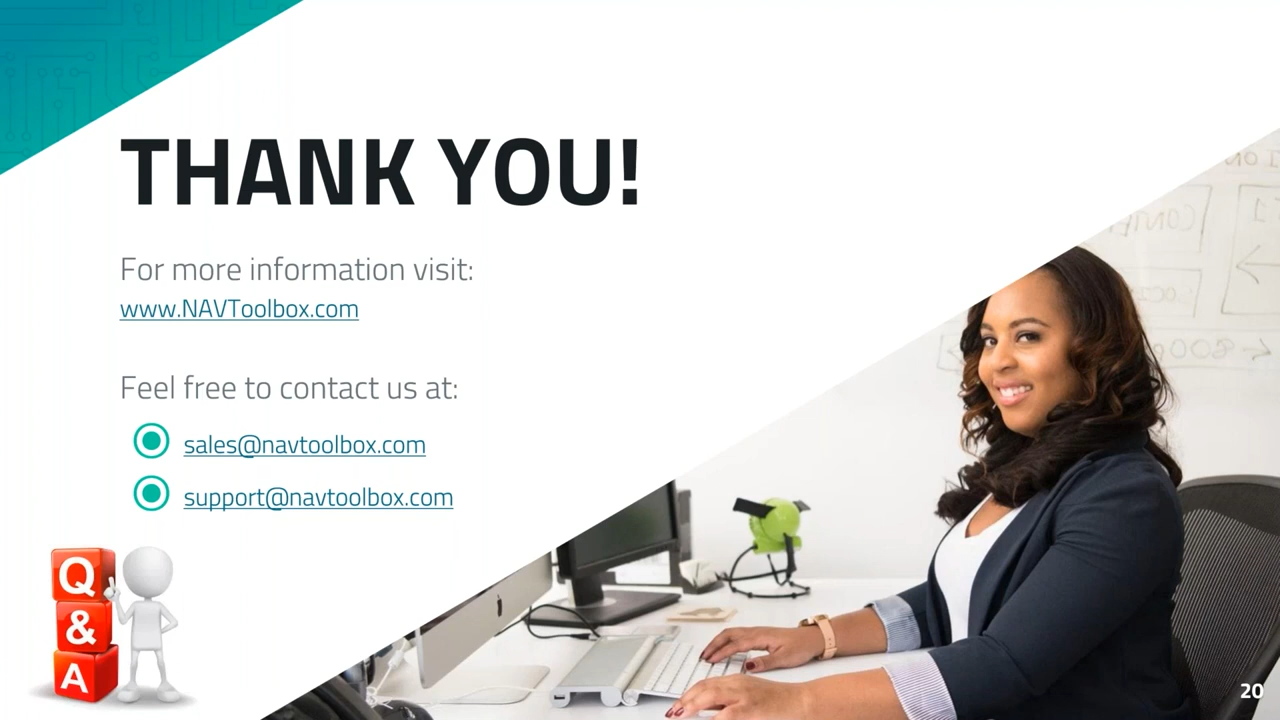 THANK YOU!
For more information visit:
www.NAVToolbox.com
Feel free to contact us at:
sales@navtoolbox.com
support@navtoolbox.com
Q
&
A
20